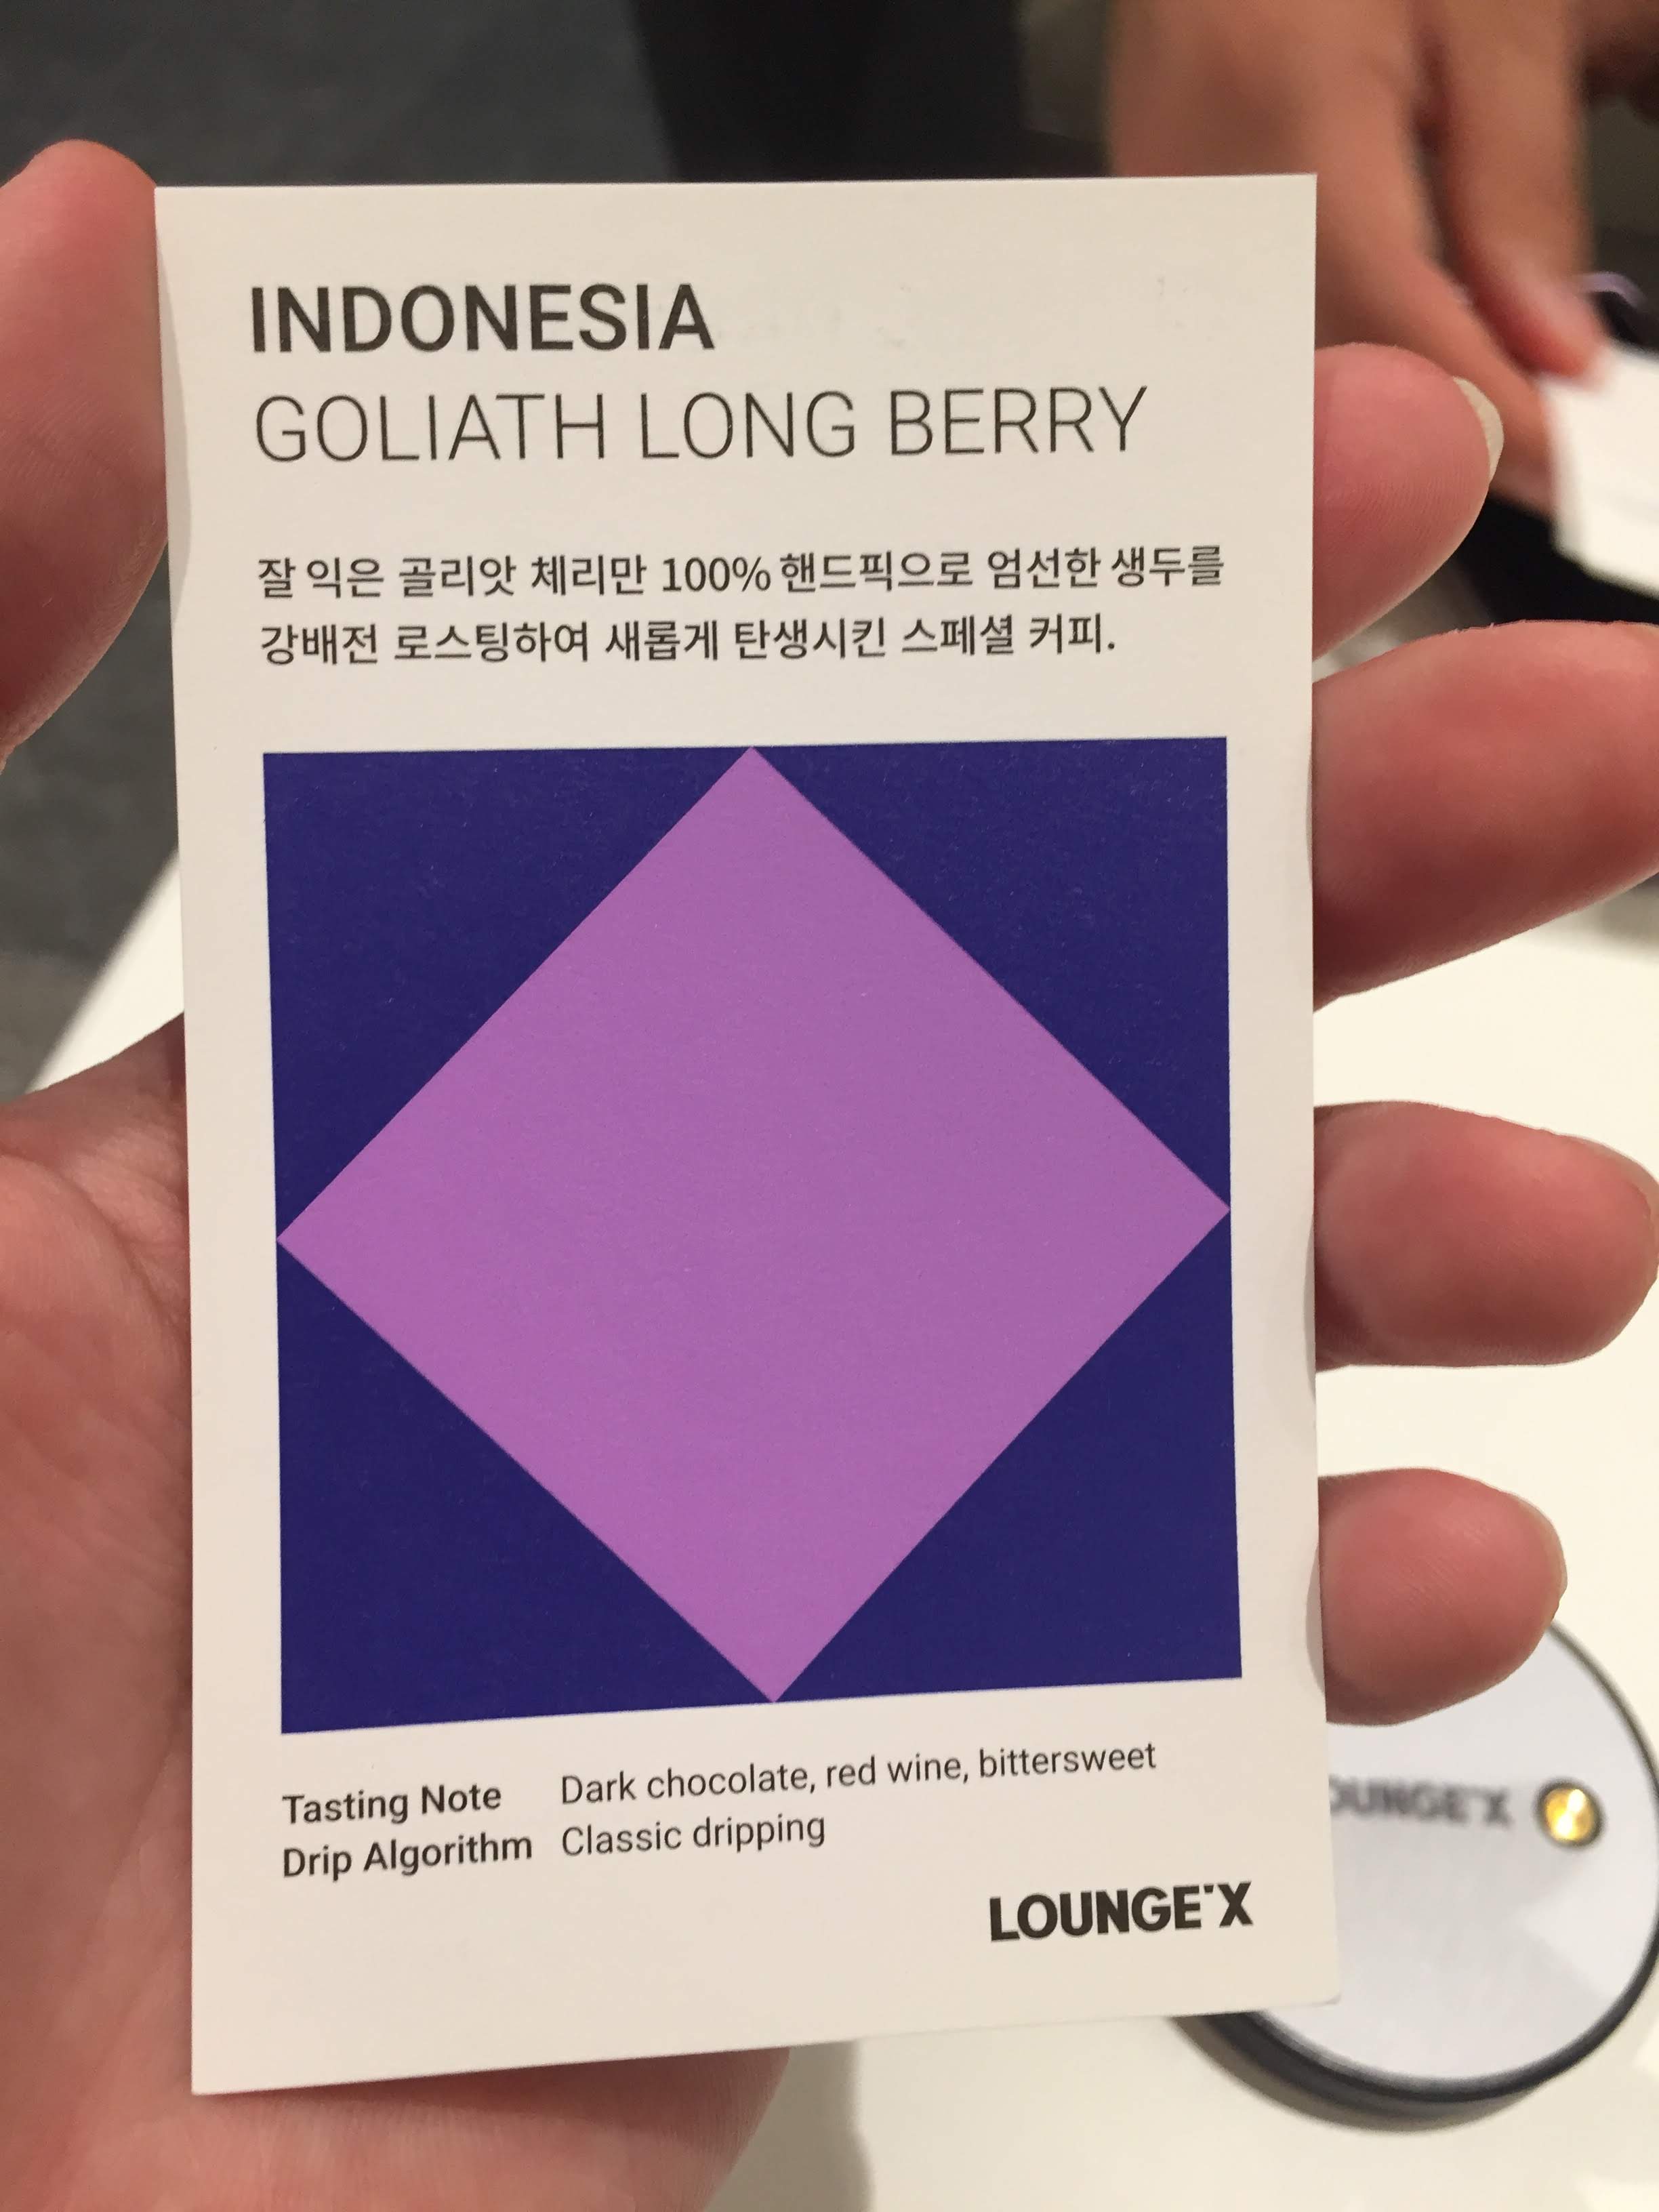 INDONESIA
GOLIATH LONG BERRY
잘 익은 골리앗 체리만 100% 핸드픽으로 엄선한 생두를
강배전 로스팅하여 새롭게 탄생시킨 스페셜 커피.
Tasting Note Dark chocolate, red wine, bittersweet
Drip Algorithm Classic dripping
LOUNGE'X
OUNGE'X